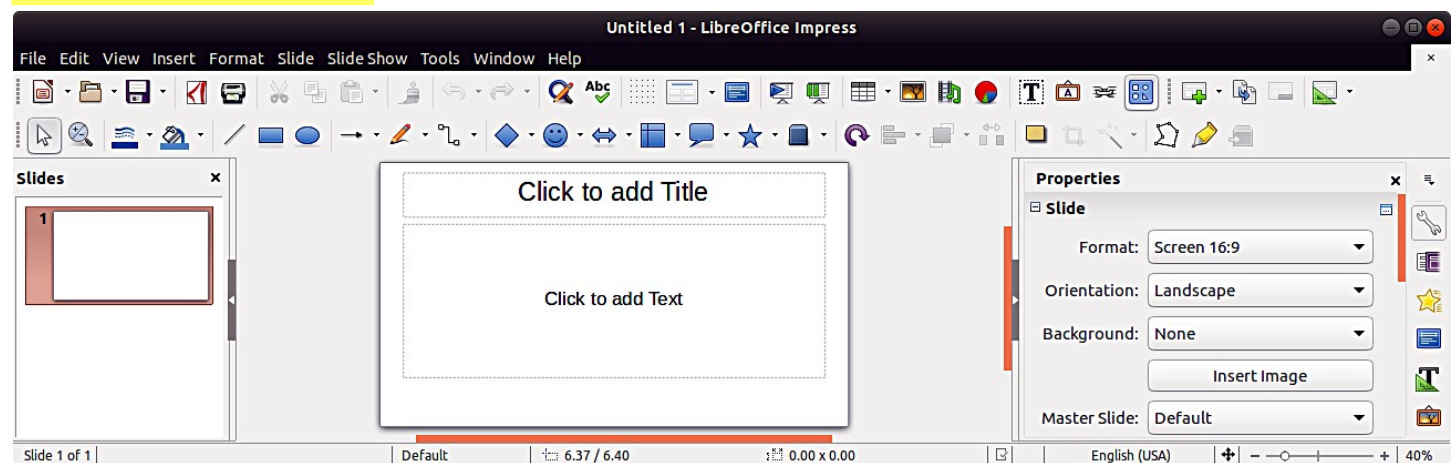 Untitled 1 - LibreOffice Impress
File Edit View Insert Format Slide Slide Show Tools Window Help
Abc
T A
Slides
Properties
1
Click to add Title
Click to add Text
Slide
Format: Screen 16:9
Orientation: Landscape
Background: None
Insert Image
Master Slide: Default
Slide 1 of 1 Default 6.37 / 6.40 0.00 x 0.00 English (USA) 40%